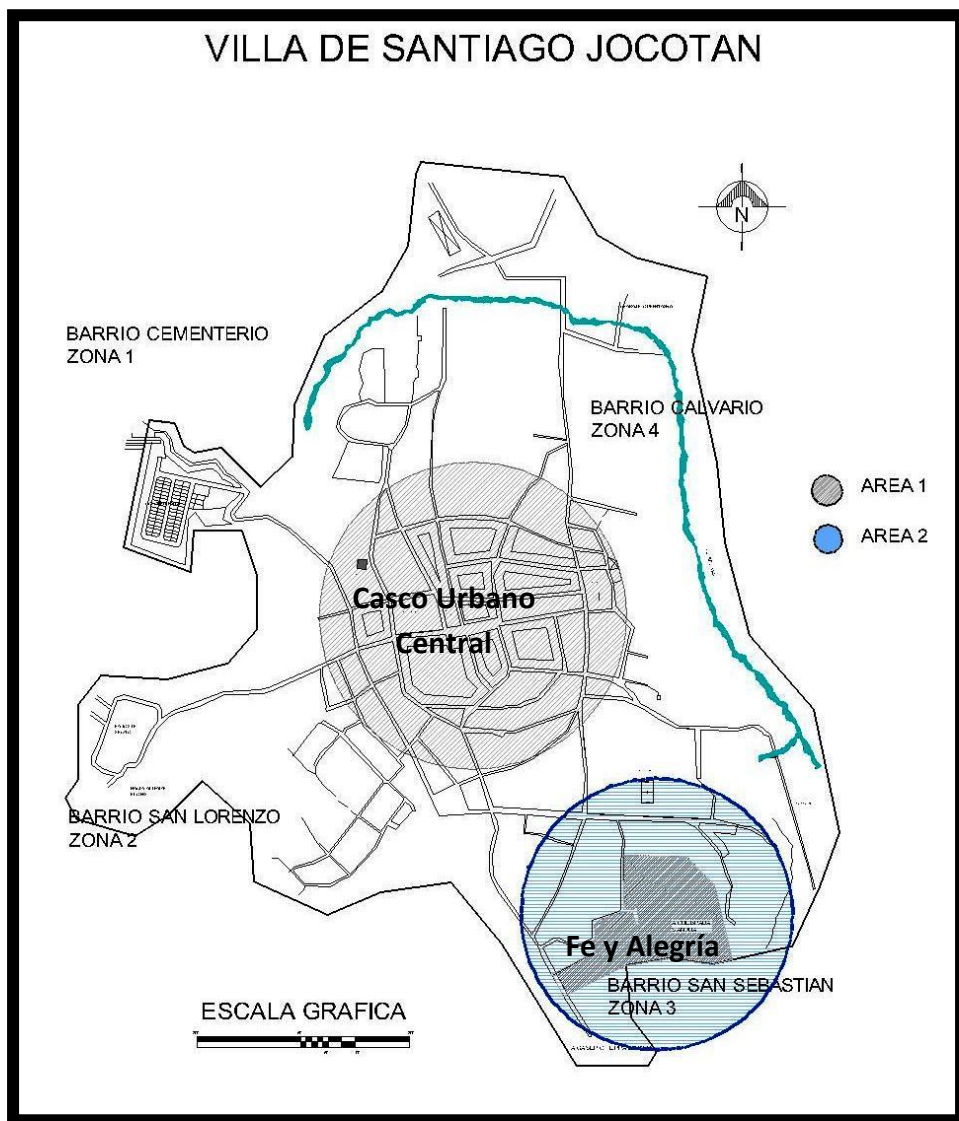 VILLA DE SANTIAGO JOCOTAN
N
BARRIO CEMENTERIO
ZONA 1
BARRIO CALVARIO
ZONA 4
AREA 1
AREA 2
Casco Urbano
Central
BARRIO SAN LORENZO
ZONA 2
Fe y Alegría
BARRIO SAN SEBASTIAN
ZONA 3
ESCALA GRAFICA